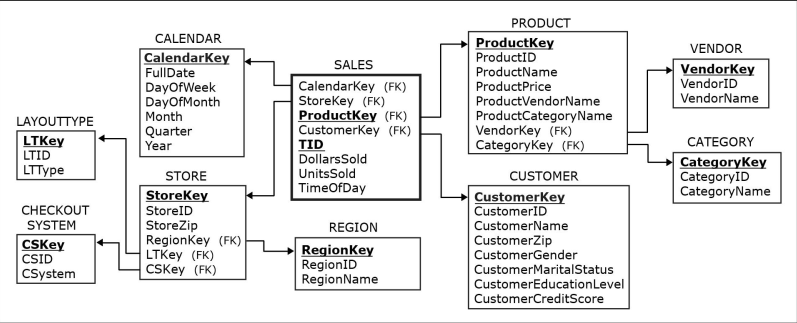 CALENDAR
CalendarKey
FullDate
DayOfWeek
DayOfMonth
Month
Quarter
Year
SALES
CalendarKey (FK)
StoreKey (FK)
ProductKey (FK)
CustomerKey (FK)
TID
DollarsSold
UnitsSold
TimeOfDay
PRODUCT
ProductKey
ProductID
ProductName
ProductPrice
ProductVendorName
ProductCategoryName
VendorKey (FK)
CategoryKey (FK)
VENDOR
VendorKey
VendorID
VendorName
LAYOUTTYPE
LTKey
LTID
LTType
STORE
StoreKey
StoreID
StoreZip
RegionKey (FK)
LTKey (FK)
CSKey (FK)
CATEGORY
CategoryKey
CategoryID
CategoryName
CUSTOMER
CustomerKey
CustomerID
CustomerName
CustomerZip
CustomerGender
CustomerMaritalStatus
CustomerEducationLevel
CustomerCreditScore
CHECKOUT
SYSTEM
CSKey
CSID
CSystem
REGION
RegionKey
RegionID
RegionName